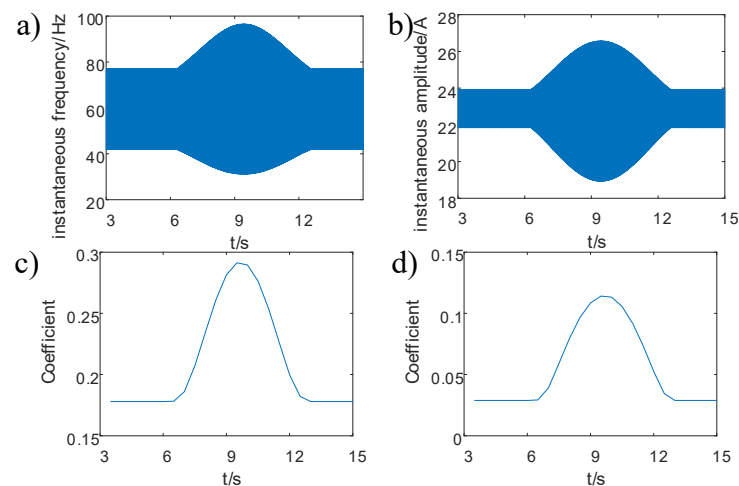 a)
instantaneous frequency/Hz
100
80
60
40
20
3 6 9 12
t/s
b)
instantaneous amplitude/A
28
26
24
22
20
18
3 6 9 12 15
t/s
c)
Coefficient
0.3
0.25
0.2
0.15
3 6 9 12 15
t/s
d)
Coefficient
0.15
0.1
0.05
0
3 6 9 12 15
t/s